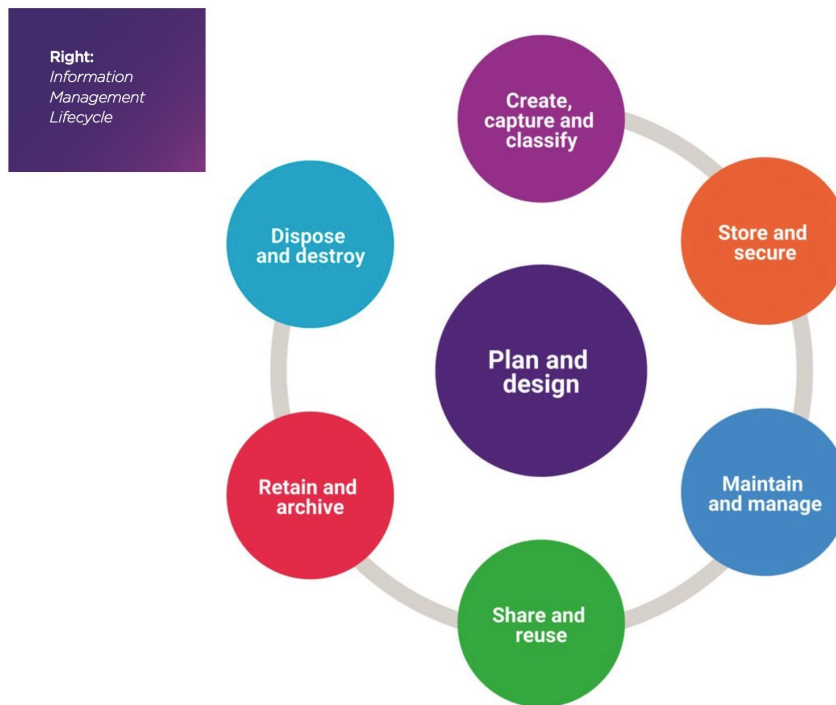 Right:
Information
Management
Lifecycle
Create,
capture and
classify
Store and
secure
Maintain
and manage
Share and
reuse
Retain and
archive
Dispose
and destroy
Plan and
design